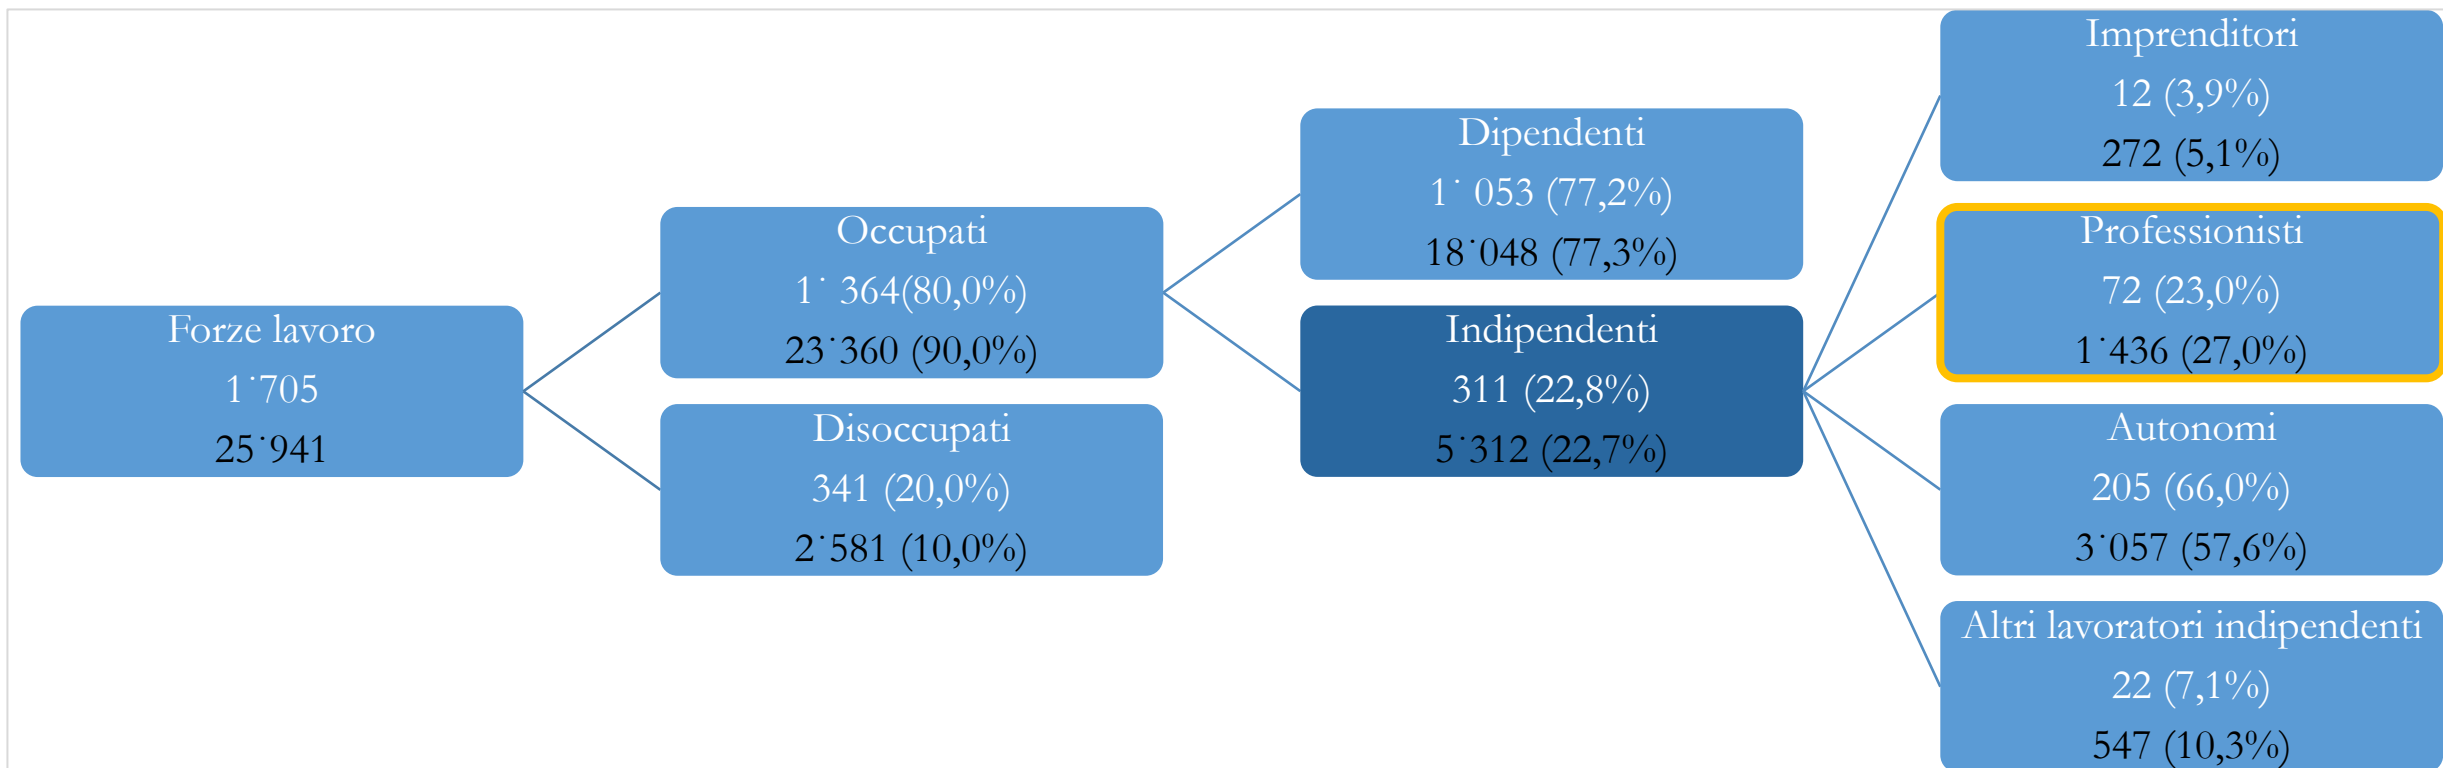 Forze lavoro
1˙705
25˙941
Occupati
1˙ 364(80,0%)
23˙360 (90,0%)
Disoccupati
341 (20,0%)
2˙581 (10,0%)
Dipendenti
1˙ 053 (77,2%)
18˙048 (77,3%)
Indipendenti
311 (22,8%)
5˙312 (22,7%)
Imprenditori
12 (3,9%)
272 (5,1%)
Professionisti
72 (23,0%)
1˙436 (27,0%)
Autonomi
205 (66,0%)
3˙057 (57,6%)
Altri lavoratori indipendenti
22 (7,1%)
547 (10,3%)